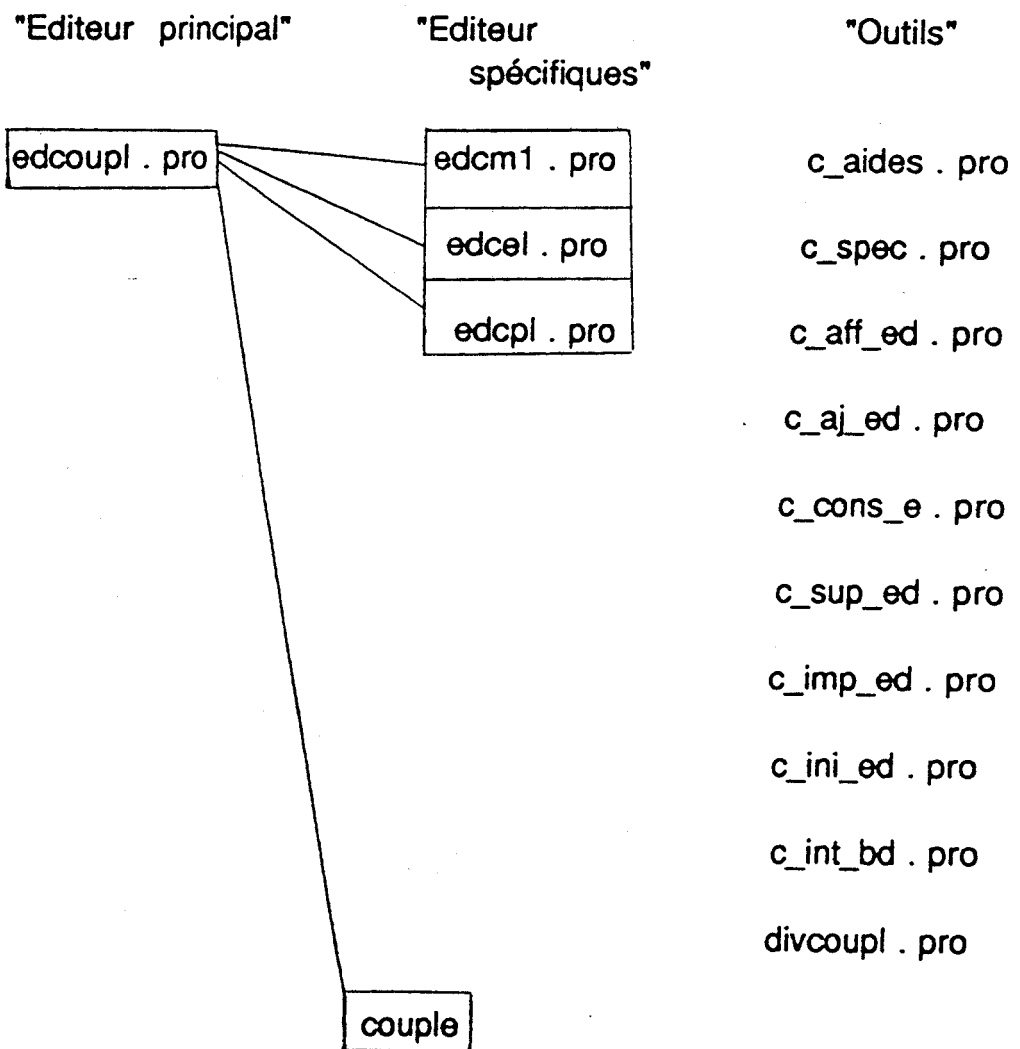 "Editeur principal"
"Editeur
spécifiques"
"Outils"
edcoupl . pro
edcm1 . pro
edcel . pro
edcpl . pro
c_aides . pro
c_spec . pro
c_aff_ed . pro
c_aj_ed . pro
c_cons_e . pro
c_sup_ed . pro
c_imp_ed . pro
c_ini_ed . pro
c_int_bd . pro
divcoupl . pro
couple